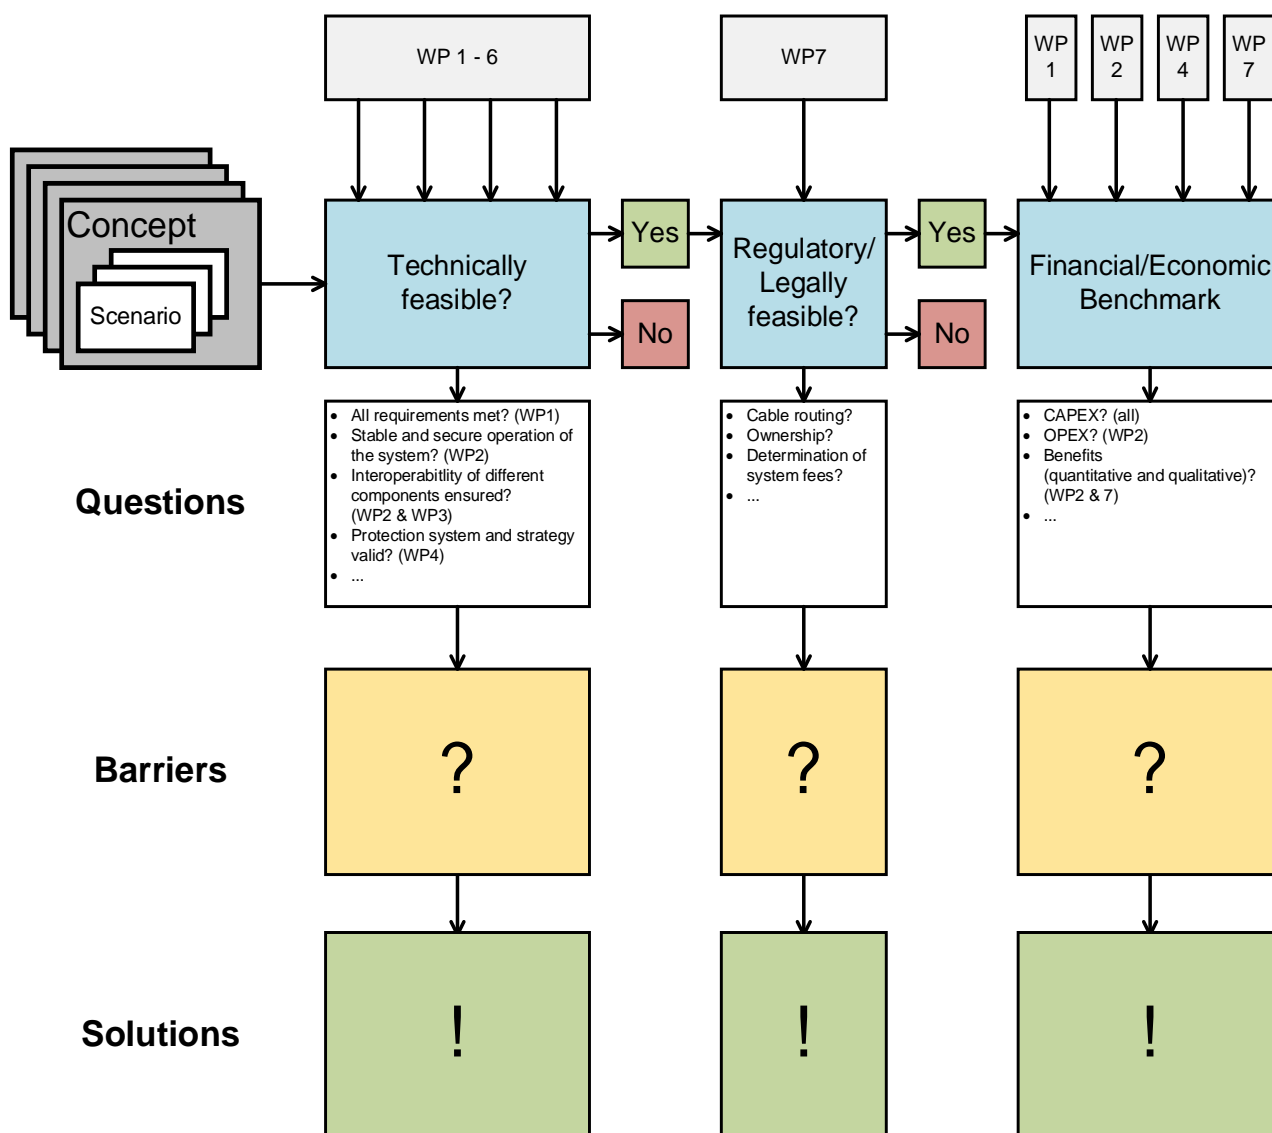 WP 1 - 6
WP7
WP
1
WP
2
WP
4
WP
7
Concept
Scenario
Technically
feasible?
Yes
No
Regulatory/
Legally
feasible?
Yes
No
Financial/Economic
Benchmark
Questions
• All requirements met? (WP1)
• Stable and secure operation of
the system? (WP2)
• Interoperabitlity of different
components ensured?
(WP2 & WP3)
• Protection system and strategy
valid? (WP4)
• ...
• Cable routing?
• Ownership?
• Determination of
system fees?
• ...
• CAPEX? (all)
• OPEX? (WP2)
• Benefits
(quantitative and qualitative)?
(WP2 & 7)
• ...
Barriers
?
?
?
Solutions
!
!
!